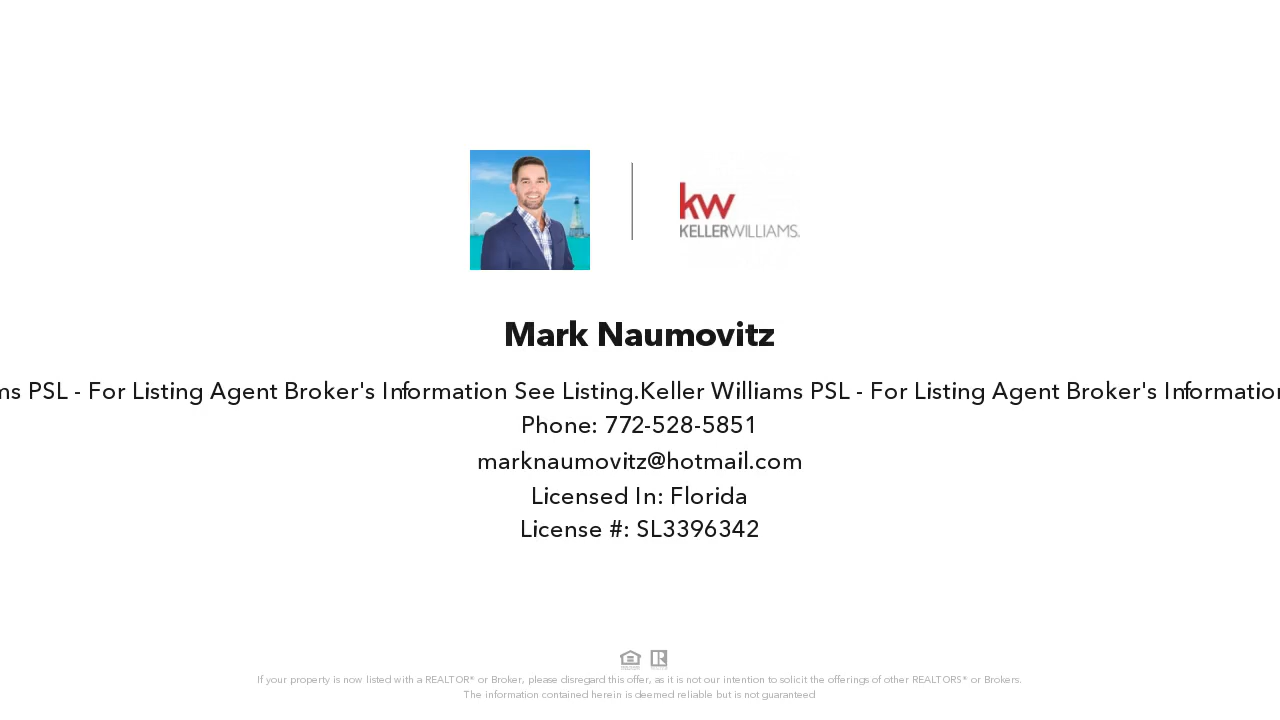 kw
KELLERWILLIAMS.
Mark Naumovitz
ms PSL - For Listing Agent Broker's Information See Listing.Keller Williams PSL - For Listing Agent Broker's Information
Phone: 772-528-5851
marknaumovitz@hotmail.com
Licensed In: Florida
License #: SL3396342
If your property is now listed with a REALTOR® or Broker, please disregard this offer, as it is not our intention to solicit the offerings of other REALTORS® or Brokers.
The information contained herein is deemed reliable but is not guaranteed